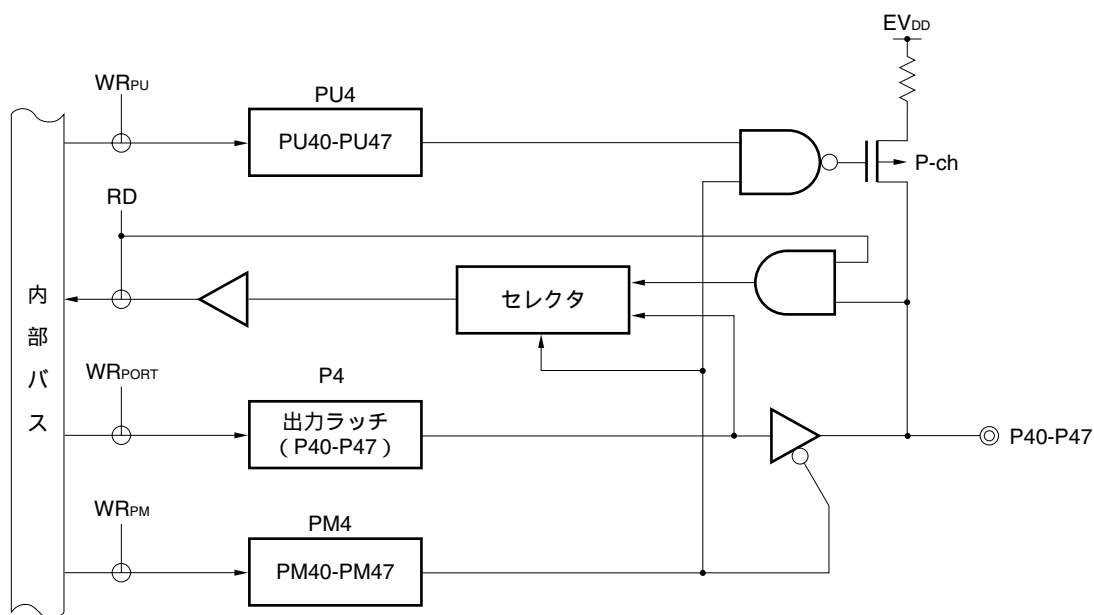 EVDD
WRPU
PU4
PU40-PU47
P-ch
RD
内部バス
セレクタ
WRPORT
P4
出力ラッチ
（P40-P47）
P40-P47
WRPM
PM4
PM40-PM47